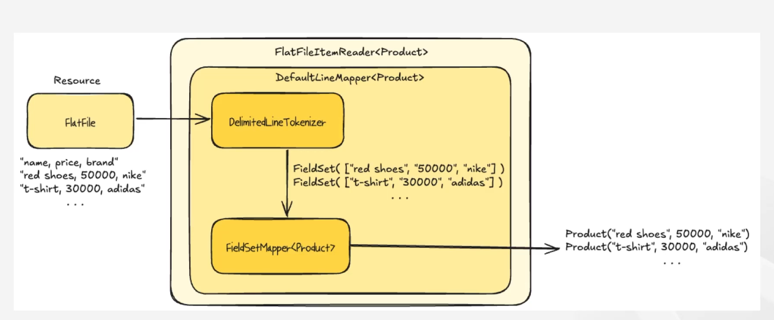 FlatFileItemReader<Product>
DefaultLineMapper<Product>
Resource
FlatFile
DelimitedLineTokenizer
"name, price, brand"
"red shoes, 50000, nike"
"t-shirt, 30000, adidas"
...
FieldSet( ["red shoes", "50000", "nike"] )
FieldSet( ["t-shirt", "30000", "adidas"] )
...
FieldSetMapper<Product>
Product("red shoes", 50000, "nike")
Product("t-shirt", 30000, "adidas")
...